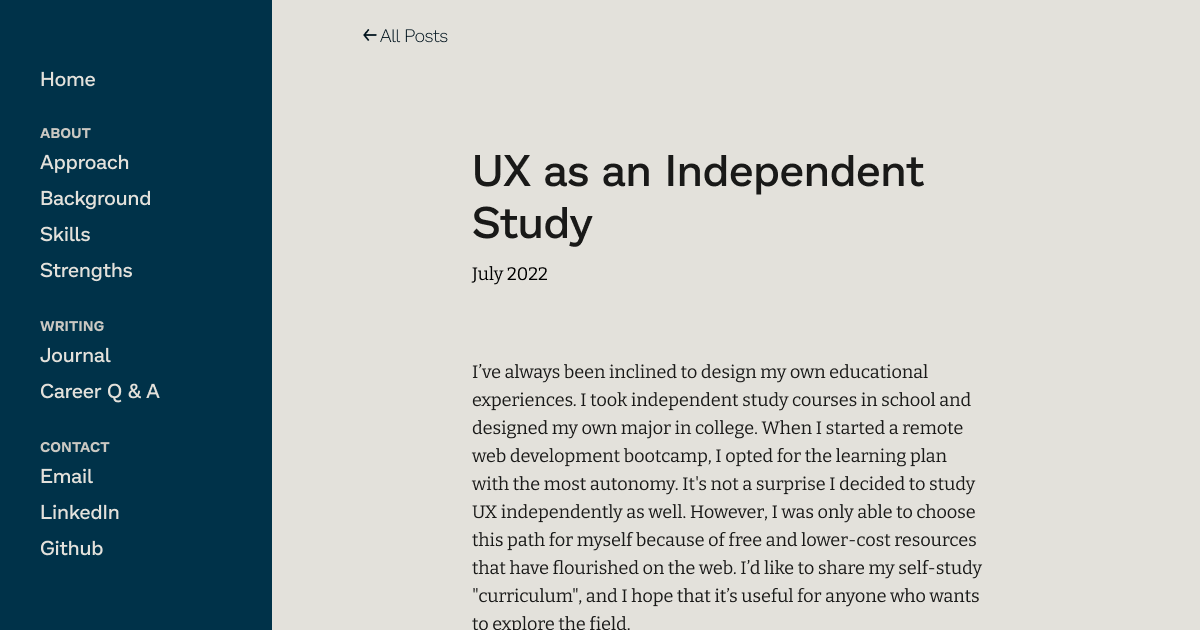 Home
ABOUT
Approach
Background
Skills
Strengths
WRITING
Journal
Career Q & A
CONTACT
Email
LinkedIn
Github
← All Posts
UX as an Independent
Study
July 2022
I’ve always been inclined to design my own educational
experiences. I took independent study courses in school and
designed my own major in college. When I started a remote
web development bootcamp, I opted for the learning plan
with the most autonomy. It's not a surprise I decided to study
UX independently as well. However, I was only able to choose
this path for myself because of free and lower-cost resources
that have flourished on the web. I’d like to share my self-study
"curriculum", and I hope that it’s useful for anyone who wants
to explore the field.